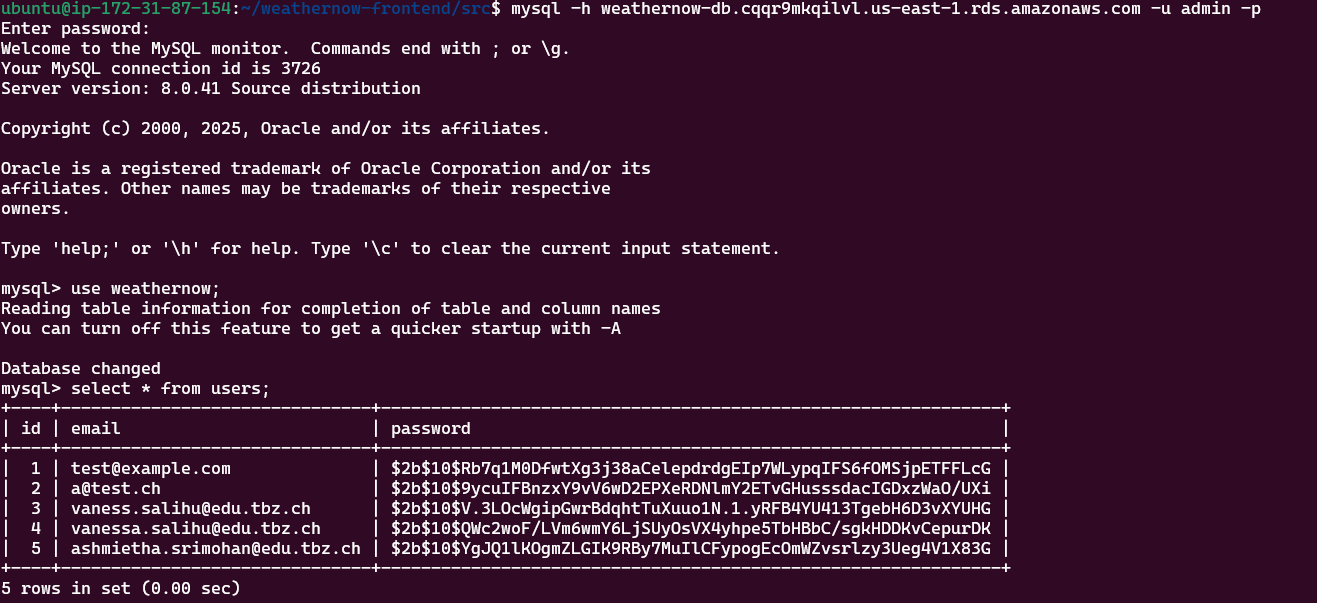 ubuntu@ip-172-31-87-154:~/weathernow-frontend/src$ mysql -h weathernow-db.cqqr9mkqilvl.us-east-1.rds.amazonaws.com -u admin -p
Enter password:
Welcome to the MySQL monitor.  Commands end with ; or \g.
Your MySQL connection id is 3726
Server version: 8.0.41 Source distribution

Copyright (c) 2000, 2025, Oracle and/or its affiliates.

Oracle is a registered trademark of Oracle Corporation and/or its
affiliates. Other names may be trademarks of their respective
owners.

Type 'help;' or '\h' for help. Type '\c' to clear the current input statement.

mysql> use weathernow;
Reading table information for completion of table and column names
You can turn off this feature to get a quicker startup with -A

Database changed
mysql> select * from users;
+----+-------------------------------+--------------------------------------------------------------+
| id | email                         | password                                                     |
+----+-------------------------------+--------------------------------------------------------------+
|  1 | test@example.com              | $2b$10$Rb7q1M0DfwtXg3j38aCelepdrdgEIp7WLypqIFS6fOMSjpETFFLcG |
|  2 | a@test.ch                     | $2b$10$9ycuIFBnzxY9vV6wD2EPXeRDNlmY2ETvGHusssdacIGDxzWaO/UXi |
|  3 | vaness.salihu@edu.tbz.ch      | $2b$10$V.3LOcWgipGwrBdqhtTuXuuo1N.1.yRFB4YU413TgebH6D3vXYUHG |
|  4 | vanessa.salihu@edu.tbz.ch     | $2b$10$QWc2woF/LVm6wmY6LjSUyOsVX4yhpe5TbHBbC/sgkHDDKvCepurDK |
|  5 | ashmietha.srimohan@edu.tbz.ch | $2b$10$YgJQ1lKOgmZLGIK9RBy7MuIlCFypogEcOmWZvsrlzy3Ueg4V1X83G |
+----+-------------------------------+--------------------------------------------------------------+
5 rows in set (0.00 sec)